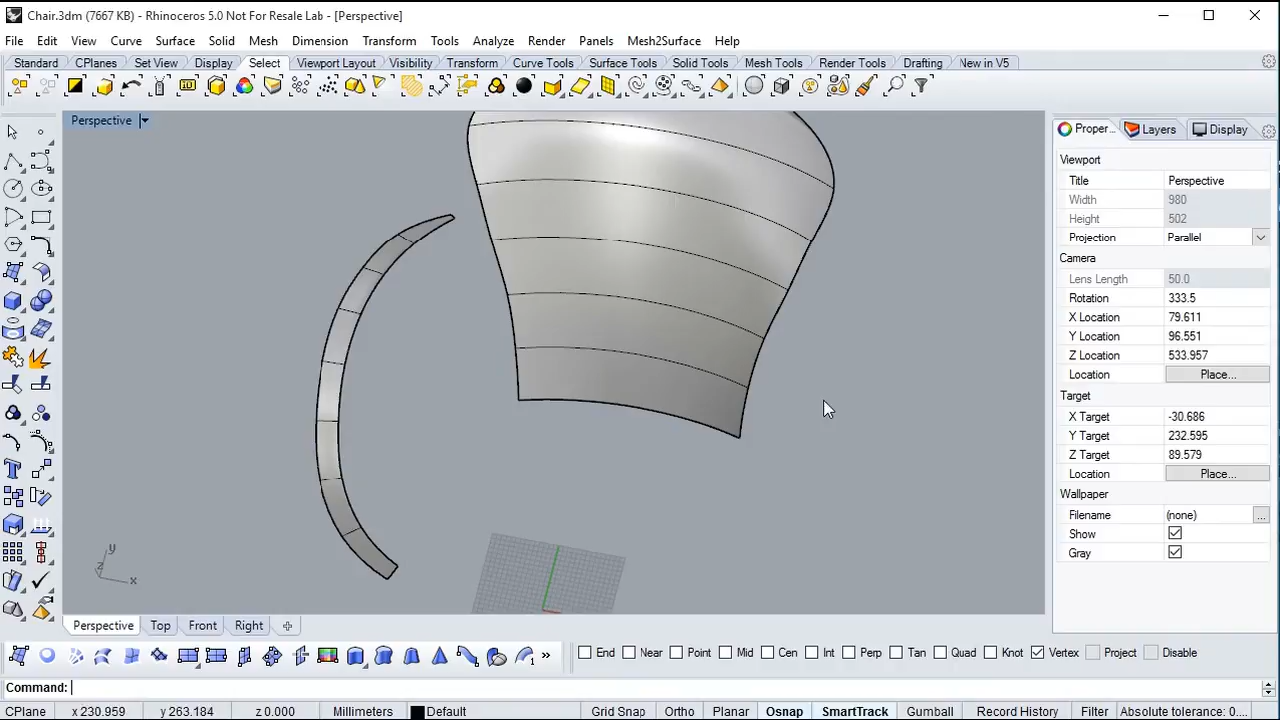 Chair.3dm (7667 KB) - Rhinoceros 5.0 Not For Resale Lab - [Perspective]
File Edit View Curve Surface Solid Mesh Dimension Transform Tools Analyze Render Panels Mesh2Surface Help
Standard CPlanes Set View Display Select Viewport Layout Visibility Transform Curve Tools Surface Tools Solid Tools Mesh Tools Render Tools Drafting New in V5
Perspective
Proper... Layers Display
Viewport
Title Perspective
Width 980
Height 502
Projection Parallel
Camera
Lens Length 50.0
Rotation 333.5
X Location 79.611
Y Location 96.551
Z Location 533.957
Location Place...
Target
X Target -30.686
Y Target 232.595
Z Target 89.579
Location Place...
Wallpaper
Filename (none) ...
Show
Gray
y
z
x
Perspective Top Front Right
» End Near Point Mid Cen Int Perp Tan Quad Knot Vertex Project Disable
Command:
CPlane x 230.959 y 263.184 z 0.000 Millimeters Default Grid Snap Ortho Planar Osnap SmartTrack Gumball Record History Filter Absolute tolerance: 0...